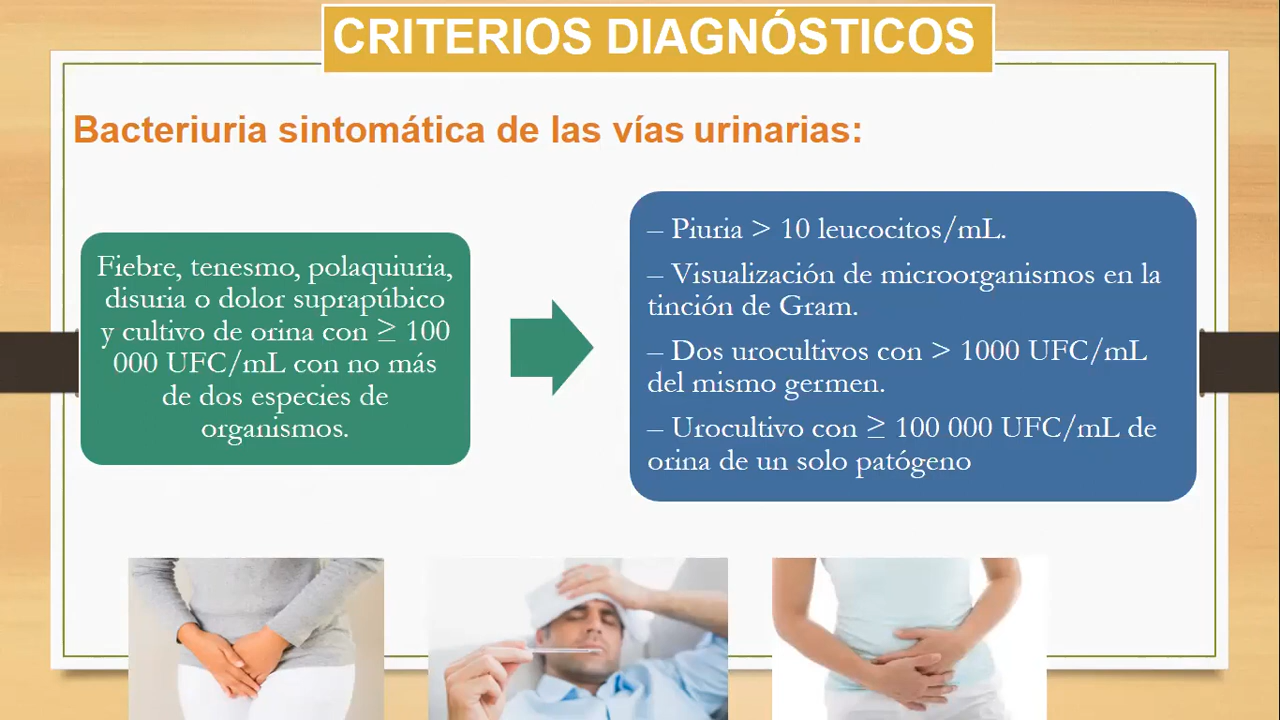 CRITERIOS DIAGNÓSTICOS
Bacteriuria sintomática de las vías urinarias:
Fiebre, tenesmo, polaquiuria,
disuria o dolor suprapúbico
y cultivo de orina con ≥ 100
000 UFC/mL con no más
de dos especies de
organismos.
– Piuria > 10 leucocitos/mL.
– Visualización de microorganismos en la
tinción de Gram.
– Dos urocultivos con > 1000 UFC/mL
del mismo germen.
– Urocultivo con ≥ 100 000 UFC/mL de
orina de un solo patógeno